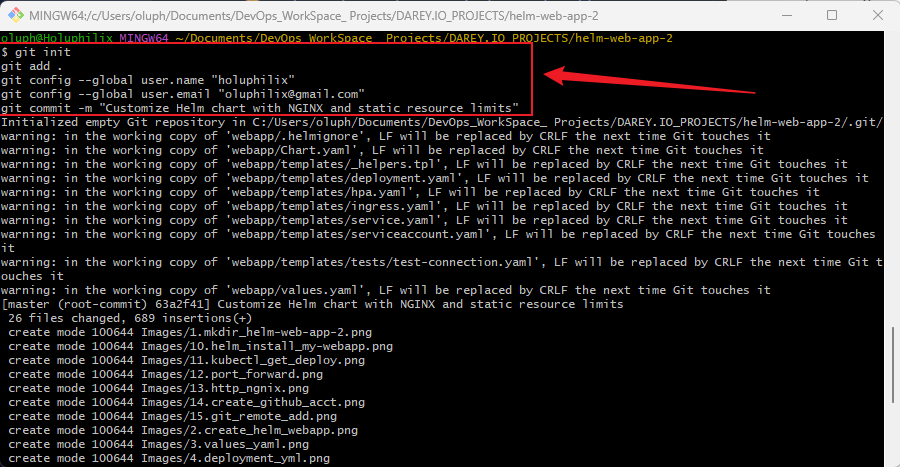 MINGW64:/c/Users/oluph/Documents/DevOps_WorkSpace_ Projects/DAREY.IO_PROJECTS/helm-web-app-2
oluph@Holuphilix MINGW64 ~/Documents/DevOps_WorkSpace_ Projects/DAREY.IO_PROJECTS/helm-web-app-2
$ git init
git add .
git config --global user.name "holuphilix"
git config --global user.email "oluphilix@gmail.com"
git commit -m "Customize Helm chart with NGINX and static resource limits"
Initialized empty Git repository in C:/Users/oluph/Documents/DevOps_WorkSpace_ Projects/DAREY.IO_PROJECTS/helm-web-app-2/.git/
warning: in the working copy of 'webapp/.helmignore', LF will be replaced by CRLF the next time Git touches it
warning: in the working copy of 'webapp/Chart.yaml', LF will be replaced by CRLF the next time Git touches it
warning: in the working copy of 'webapp/templates/_helpers.tpl', LF will be replaced by CRLF the next time Git touches it
warning: in the working copy of 'webapp/templates/deployment.yaml', LF will be replaced by CRLF the next time Git touches it
warning: in the working copy of 'webapp/templates/hpa.yaml', LF will be replaced by CRLF the next time Git touches it
warning: in the working copy of 'webapp/templates/ingress.yaml', LF will be replaced by CRLF the next time Git touches it
warning: in the working copy of 'webapp/templates/service.yaml', LF will be replaced by CRLF the next time Git touches it
warning: in the working copy of 'webapp/templates/serviceaccount.yaml', LF will be replaced by CRLF the next time Git touches
it
warning: in the working copy of 'webapp/templates/tests/test-connection.yaml', LF will be replaced by CRLF the next time Git t
ouches it
warning: in the working copy of 'webapp/values.yaml', LF will be replaced by CRLF the next time Git touches it
[master (root-commit) 63a2f41] Customize Helm chart with NGINX and static resource limits
26 files changed, 689 insertions(+)
create mode 100644 Images/1.mkdir_helm-web-app-2.png
create mode 100644 Images/10.helm_install_my-webapp.png
create mode 100644 Images/11.kubectl_get_deploy.png
create mode 100644 Images/12.port_forward.png
create mode 100644 Images/13.http_ngnix.png
create mode 100644 Images/14.create_github_acct.png
create mode 100644 Images/15.git_remote_add.png
create mode 100644 Images/2.create_helm_webapp.png
create mode 100644 Images/3.values_yaml.png
create mode 100644 Images/4.deployment_yml.png